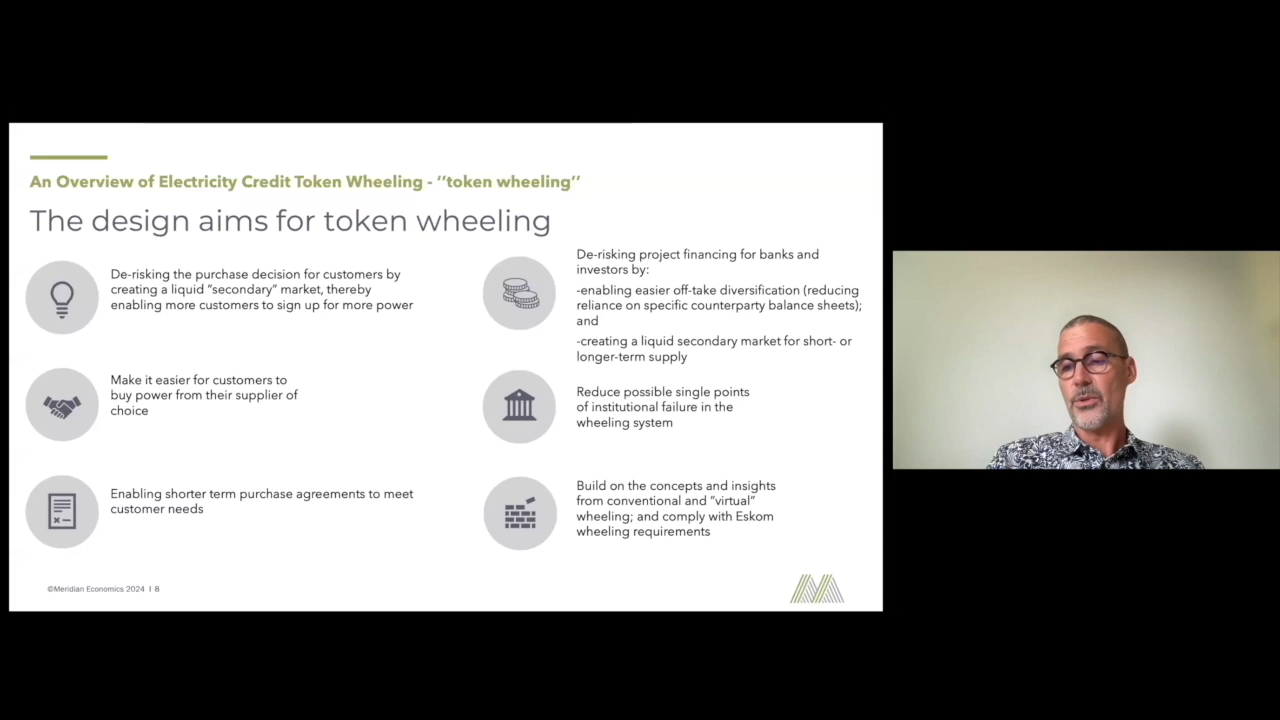 An Overview of Electricity Credit Token Wheeling - ‘‘token wheeling’’
The design aims for token wheeling
De-risking the purchase decision for customers by
creating a liquid “secondary” market, thereby
enabling more customers to sign up for more power
Make it easier for customers to
buy power from their supplier of
choice
Enabling shorter term purchase agreements to meet
customer needs
De-risking project financing for banks and
investors by:
-enabling easier off-take diversification (reducing
reliance on specific counterparty balance sheets);
and
-creating a liquid secondary market for short- or
longer-term supply
Reduce possible single points
of institutional failure in the
wheeling system
Build on the concepts and insights
from conventional and “virtual”
wheeling; and comply with Eskom
wheeling requirements
©Meridian Economics 2024 I 8